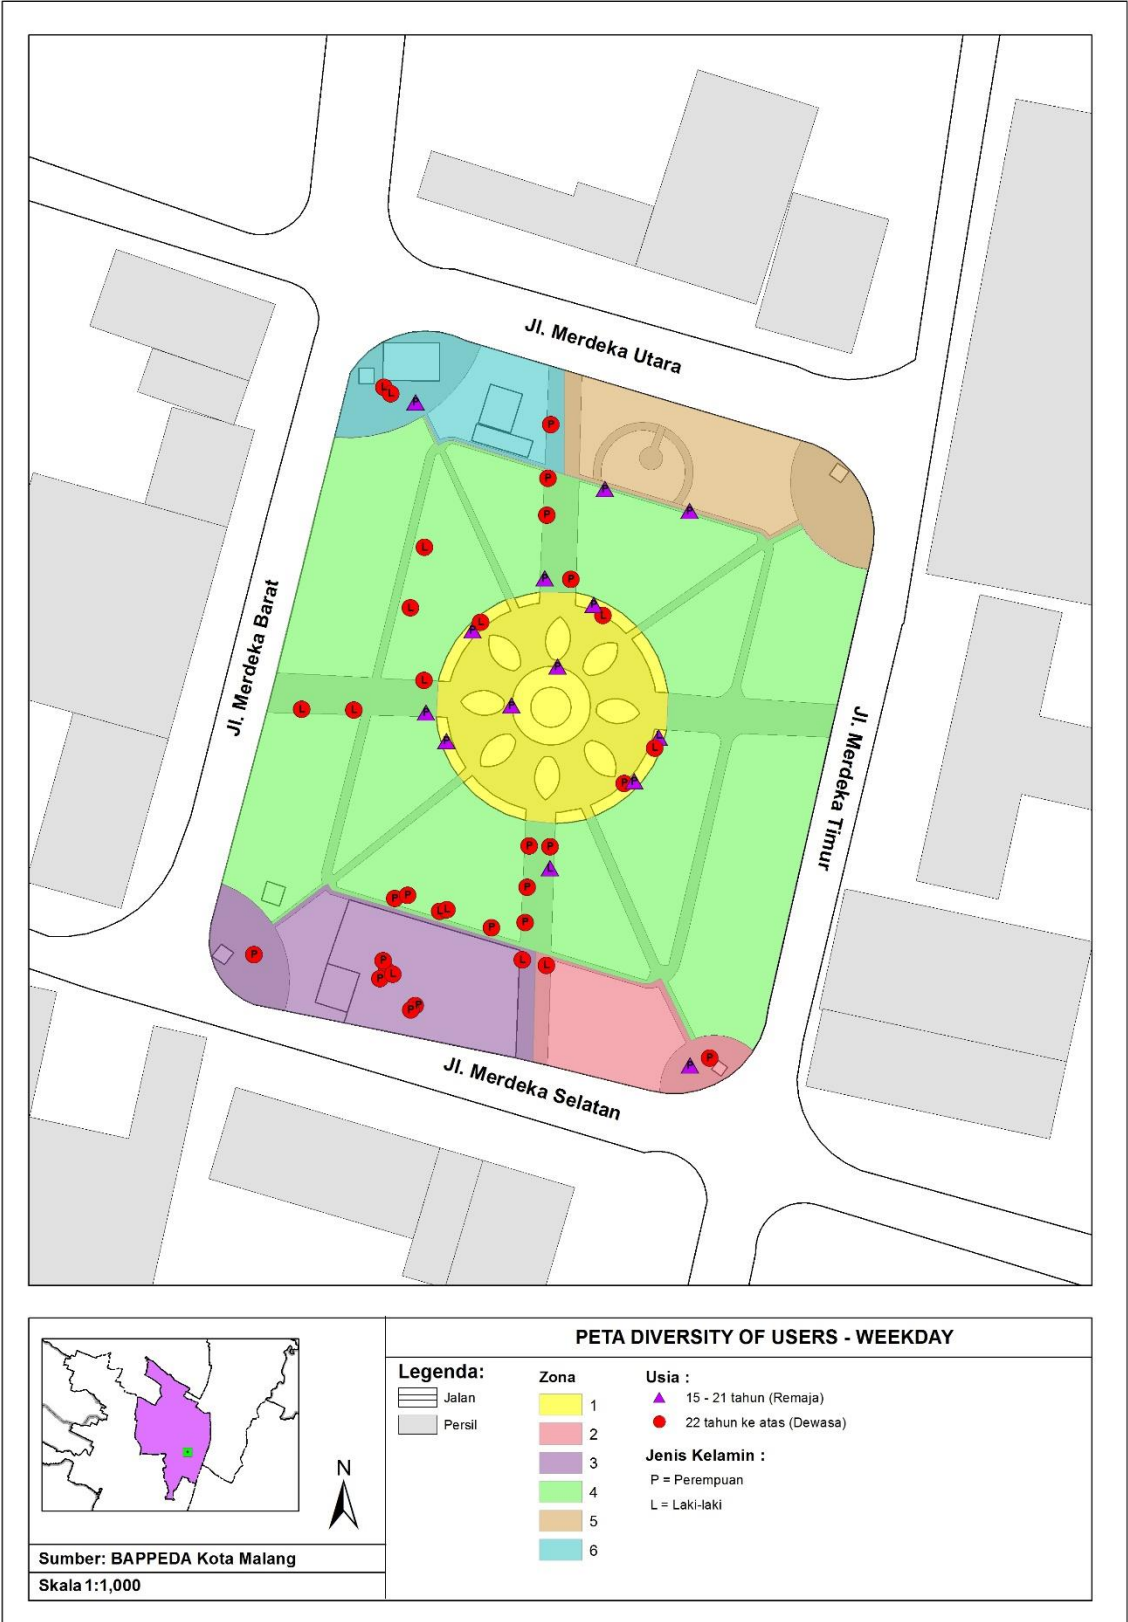 Jl. Merdeka Utara
L
L
P
P
P
P
P
P
L
P
P
L
P
L
L
P
P
L
P
L
L
P
P
L
L
P
P
P
P
L
P
P
P
L
L
P
P
P
L
L
P
L
P
P
P
P
P
Jl. Merdeka Barat
Jl. Merdeka Timur
Jl. Merdeka Selatan
PETA DIVERSITY OF USERS - WEEKDAY
Legenda:
Jalan
Persil
Zona
1
2
3
4
5
6
Usia :
15 - 21 tahun (Remaja)
22 tahun ke atas (Dewasa)
Jenis Kelamin :
P = Perempuan
L = Laki-laki
N
Sumber: BAPPEDA Kota Malang
Skala 1:1,000